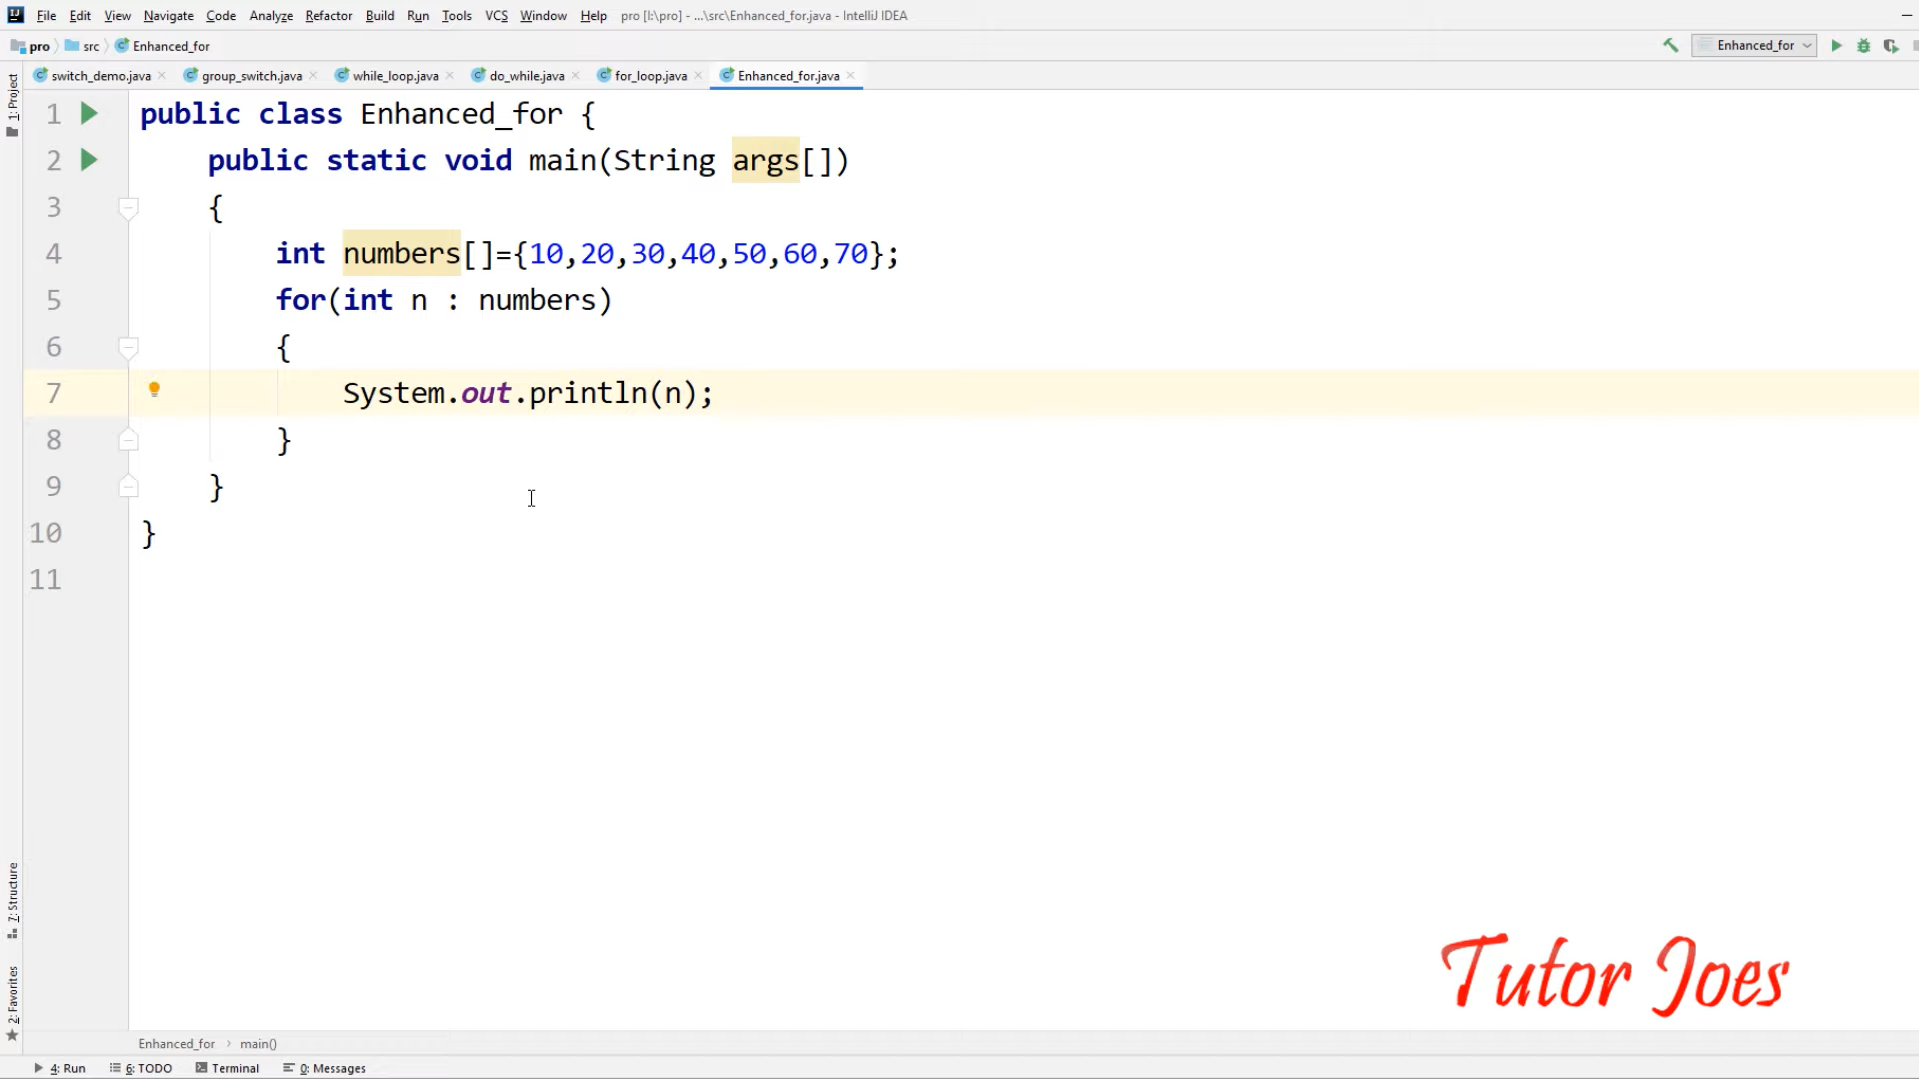 File Edit View Navigate Code Analyze Refactor Build Run Tools VCS Window Help pro [I:\pro] - ...\src\Enhanced_for.java - IntelliJ IDEA
pro src Enhanced_for Enhanced_for
switch_demo.java group_switch.java while_loop.java do_while.java for_loop.java Enhanced_for.java
1: Project
1 public class Enhanced_for {
2 public static void main(String args[])
3 {
4 int numbers[]={10,20,30,40,50,60,70};
5 for(int n : numbers)
6 {
7 System.out.println(n);
8 }
9 }
10 }
11
7: Structure
2: Favorites
Tutor Joes
Enhanced_for main()
4: Run 6: TODO Terminal 0: Messages